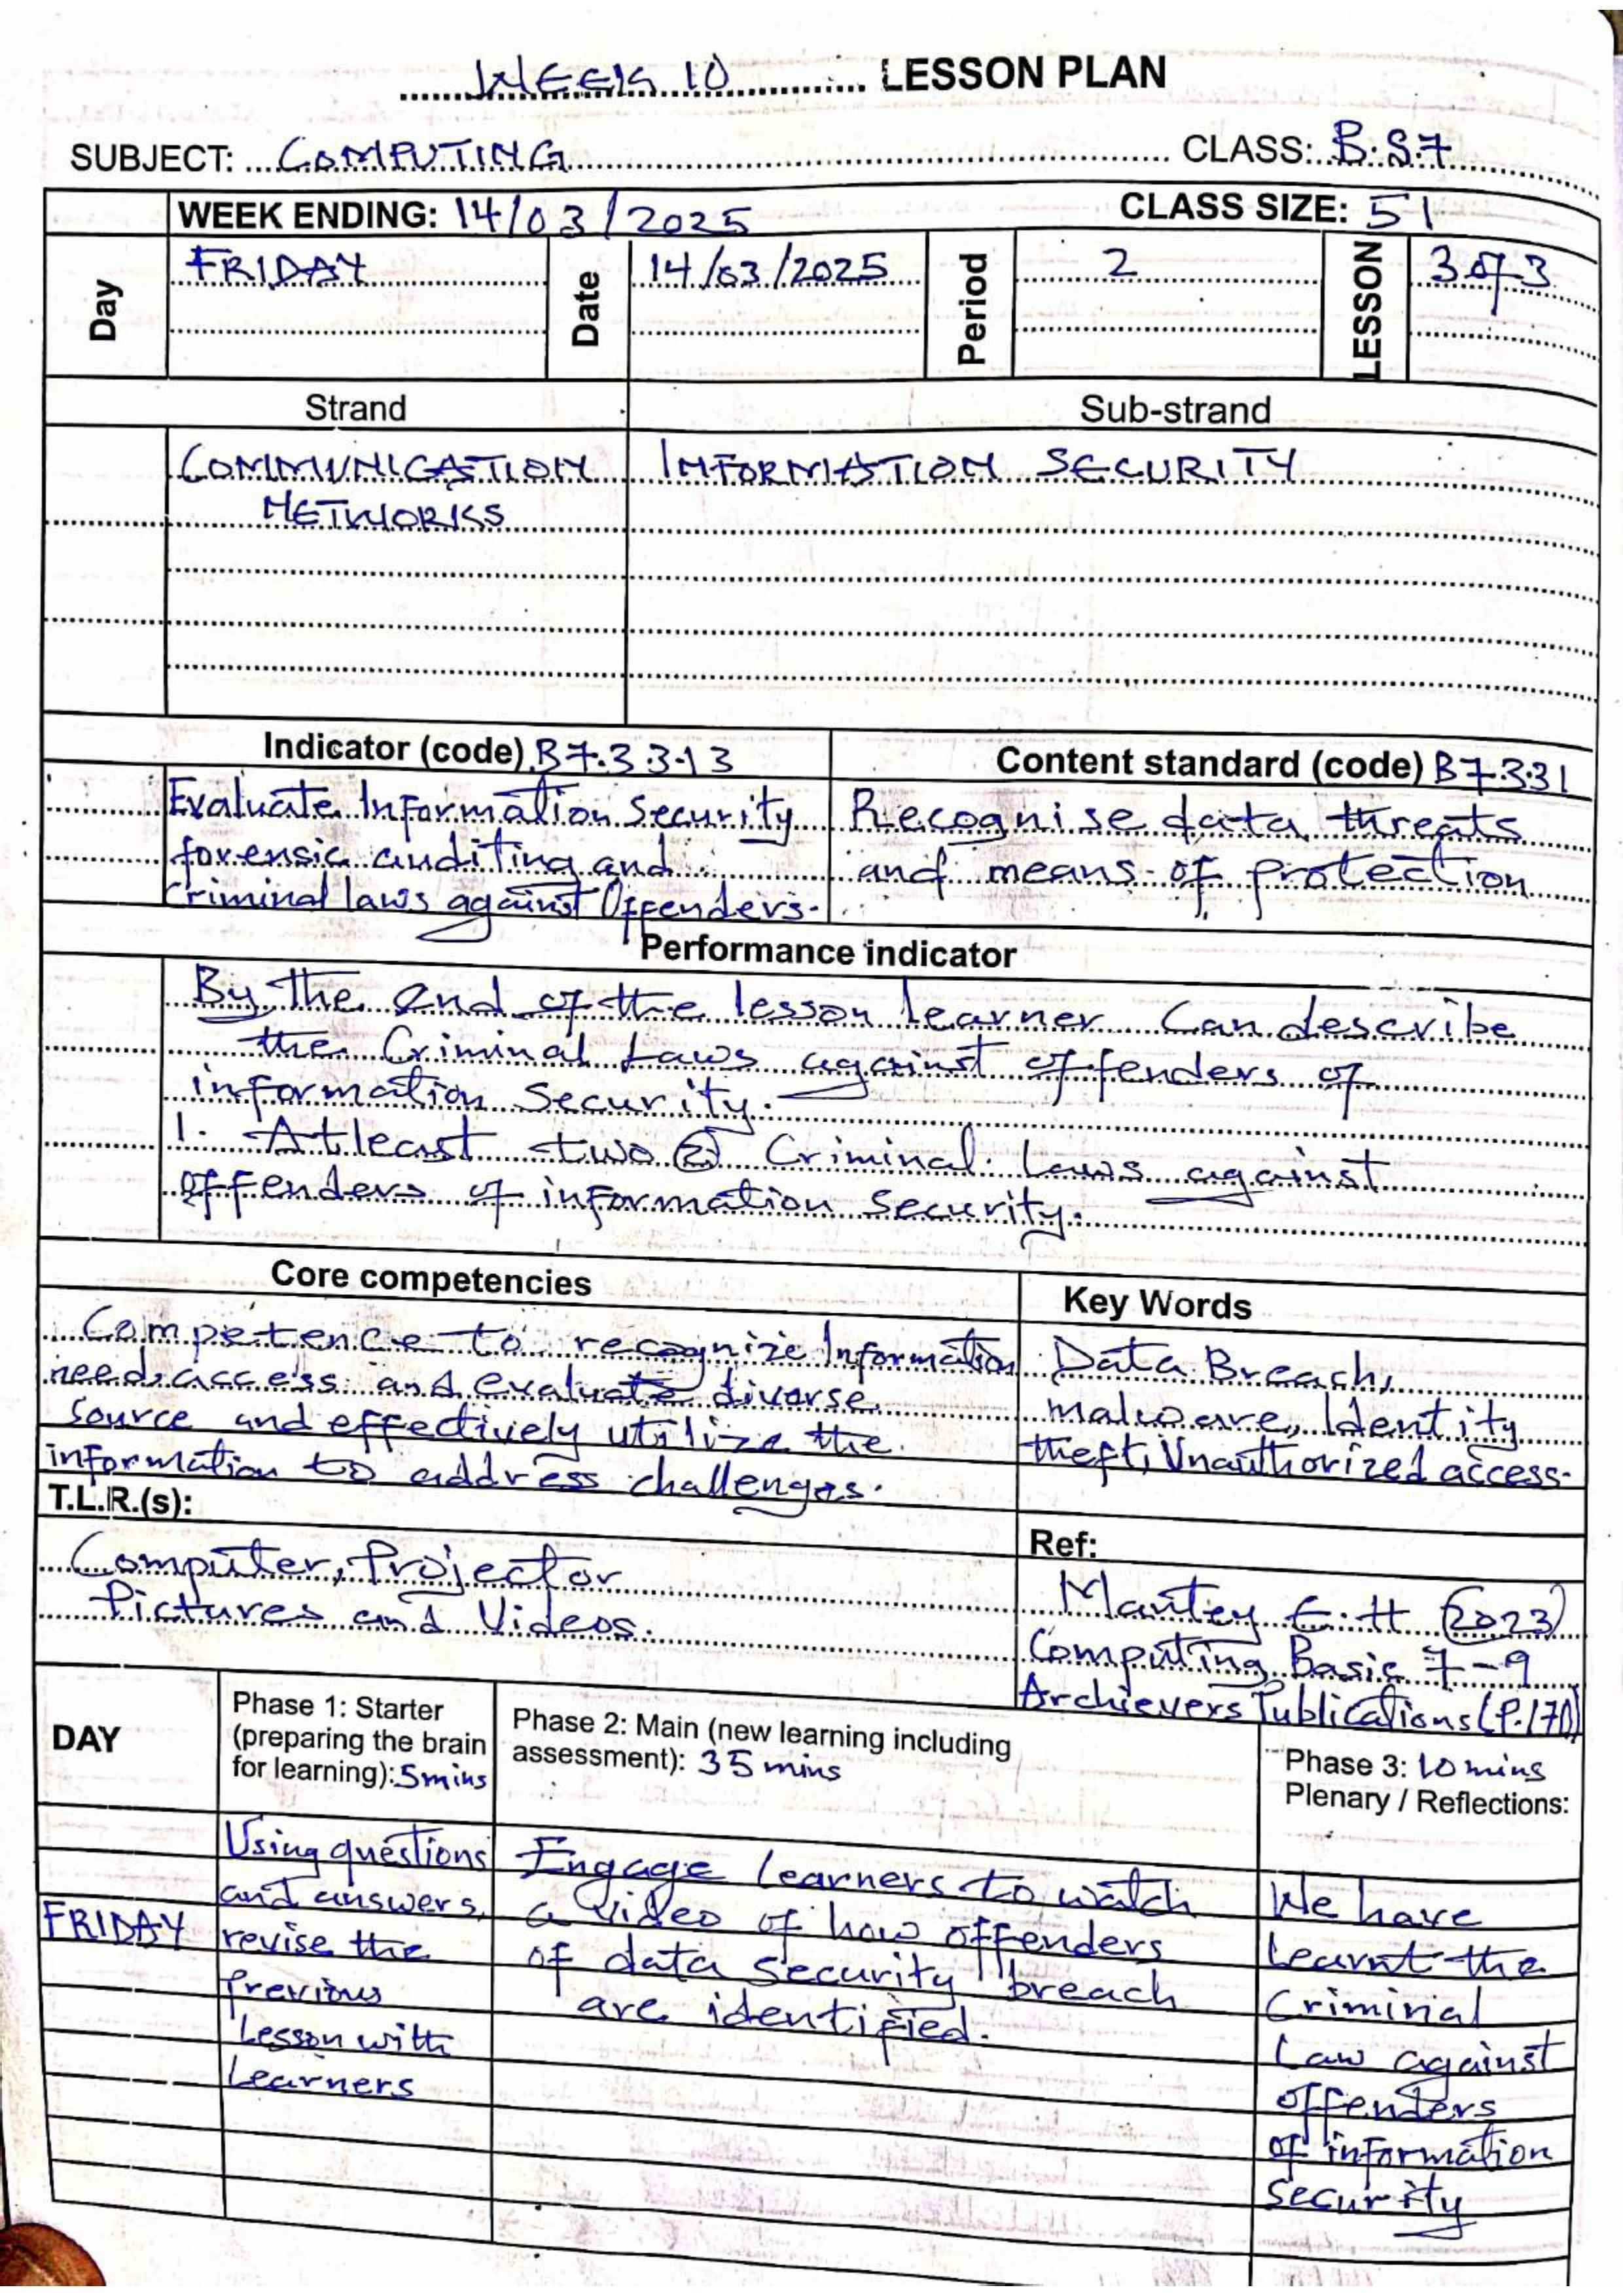 WEEK 10 LESSON PLAN
SUBJECT: COMPUTING CLASS: B.S.7
WEEK ENDING: 14/03/2025 CLASS SIZE: 51
Day FRIDAY Date 14/03/2025 Period 2 LESSON 3 of 3
Strand Sub-strand
COMMUNICATION INFORMATION SECURITY
NETWORKS
Indicator (code) B7.3.3.1.3 Content standard (code) B7.3.3.1
Evaluate Information Security Recognise data threats
forensic auditing and and means of protection
Criminal laws against Offenders.
Performance indicator
By the end of the lesson learner can describe
the Criminal Laws against offenders of
information Security.
1. Atleast two (2) Criminal Laws against
offenders of information Security.
Core competencies Key Words
Competence to recognize Information Data Breach,
need, access and evaluate diverse malware, Identity
source and effectively utilize the theft, Unauthorized access.
information to address challenges.
T.L.R.(s): Ref:
Computer, Projector Mantey E. H (2023)
Pictures and Videos. Computing Basic 7-9
Archievers Publications (P.170)
DAY
Phase 1: Starter
(preparing the brain
for learning): 5mins
Phase 2: Main (new learning including
assessment): 35 mins
Phase 3: 10 mins
Plenary / Reflections:
FRIDAY
Using questions
and answers,
revise the
previous
Lesson with
Learners
Engage learners to watch
a video of how offenders
of data security breach
are identified.
We have
learnt the
Criminal
Law against
offenders
of information
Security